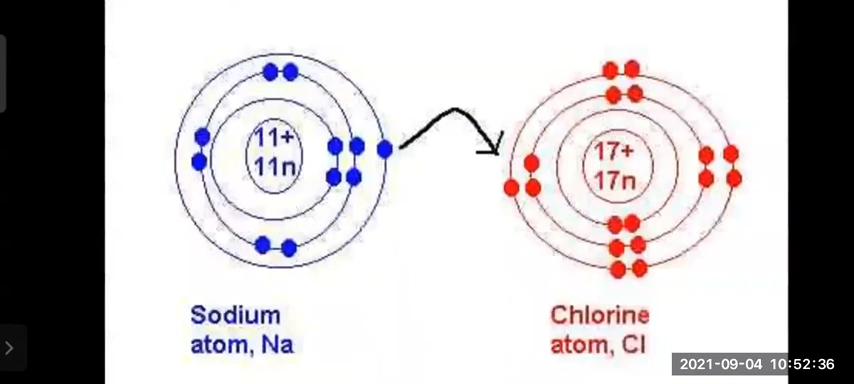 11+
11n
17+
17n
Sodium
atom, Na
Chlorine
atom, Cl
2021-09-04 10:52:36